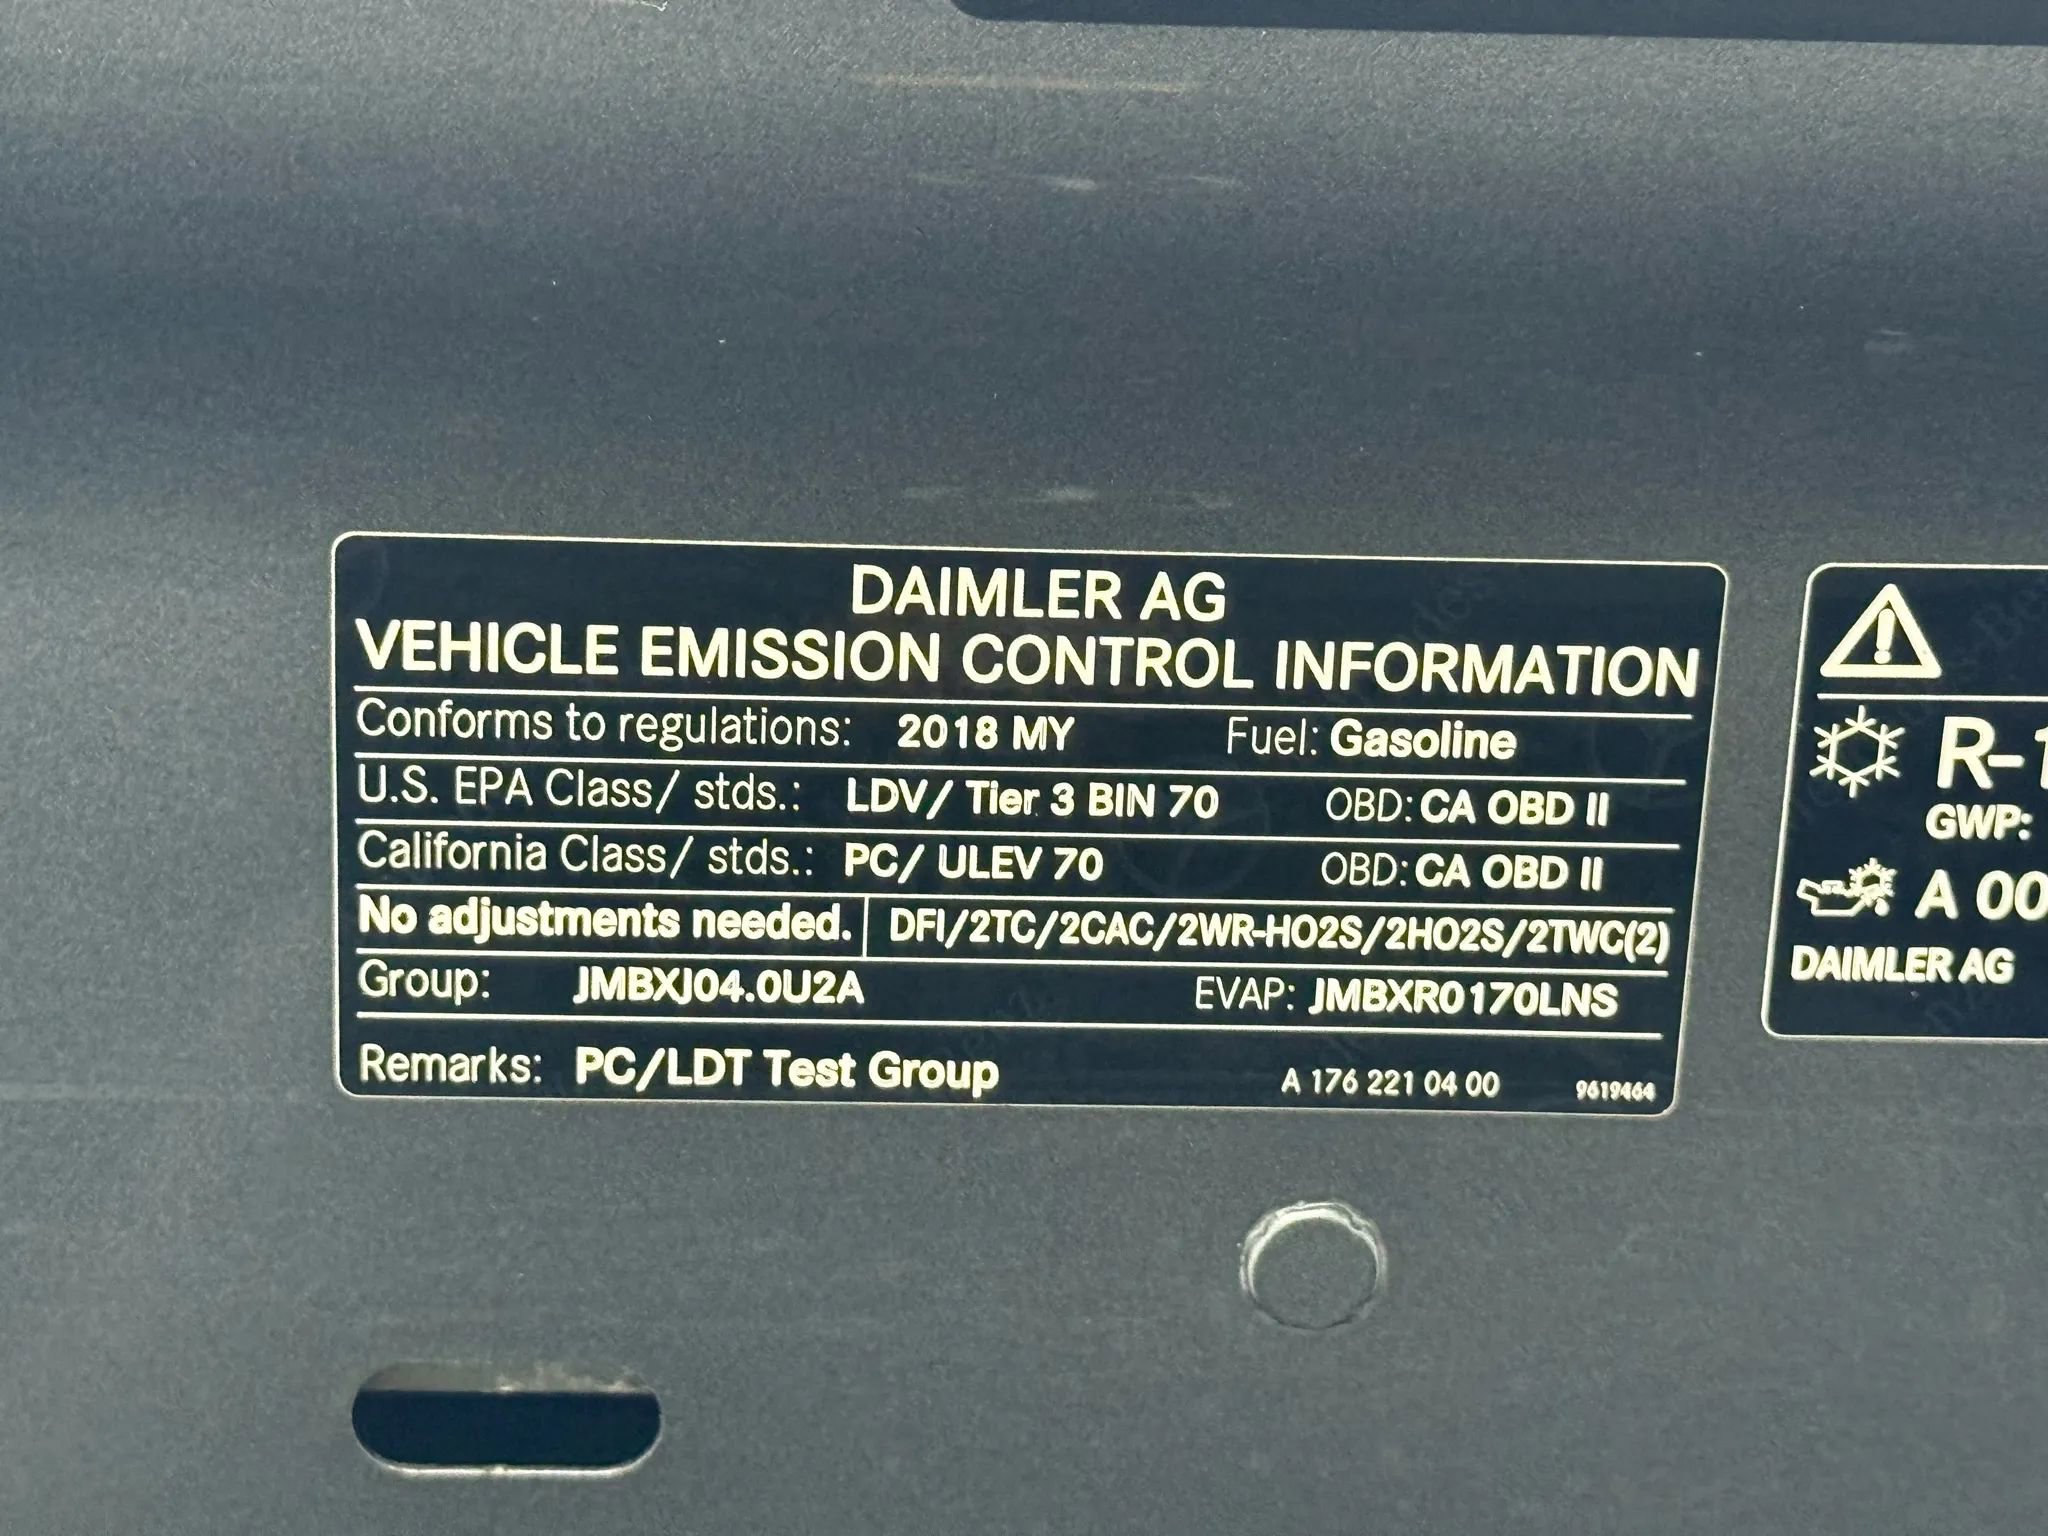 DAIMLER AG
VEHICLE EMISSION CONTROL INFORMATION
Conforms to regulations: 2018 MY Fuel: Gasoline
U.S. EPA Class/ stds.: LDV/ Tier 3 BIN 70 OBD: CA OBD II
California Class/ stds.: PC/ ULEV 70 OBD: CA OBD II
No adjustments needed. DFI/2TC/2CAC/2WR-HO2S/2HO2S/2TWC(2)
Group: JMBXJ04.0U2A EVAP: JMBXR0170LNS
Remarks: PC/LDT Test Group A 176 221 04 00 9619464
R-1
GWP:
A 00
DAIMLER AG